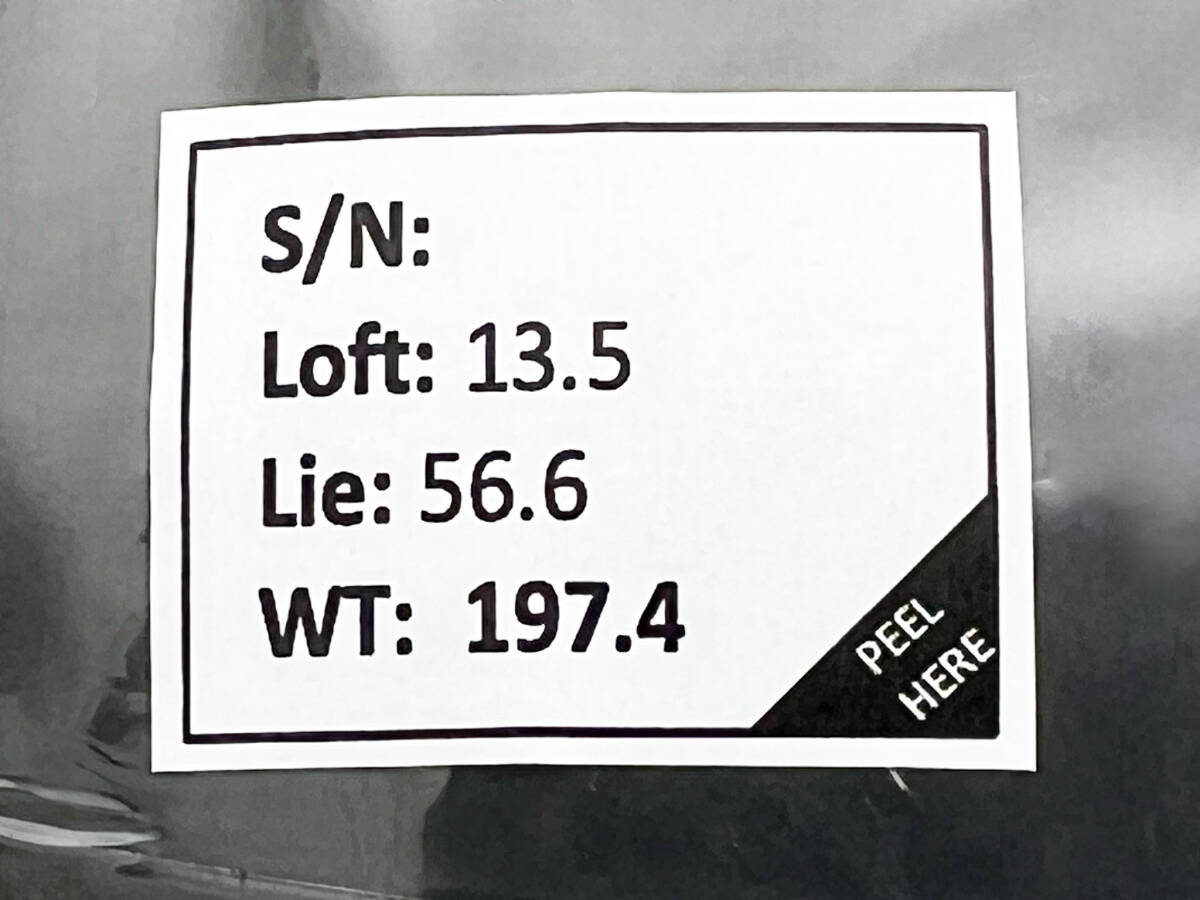 S/N:
Loft: 13.5
Lie: 56.6
WT: 197.4
PEEL
HERE